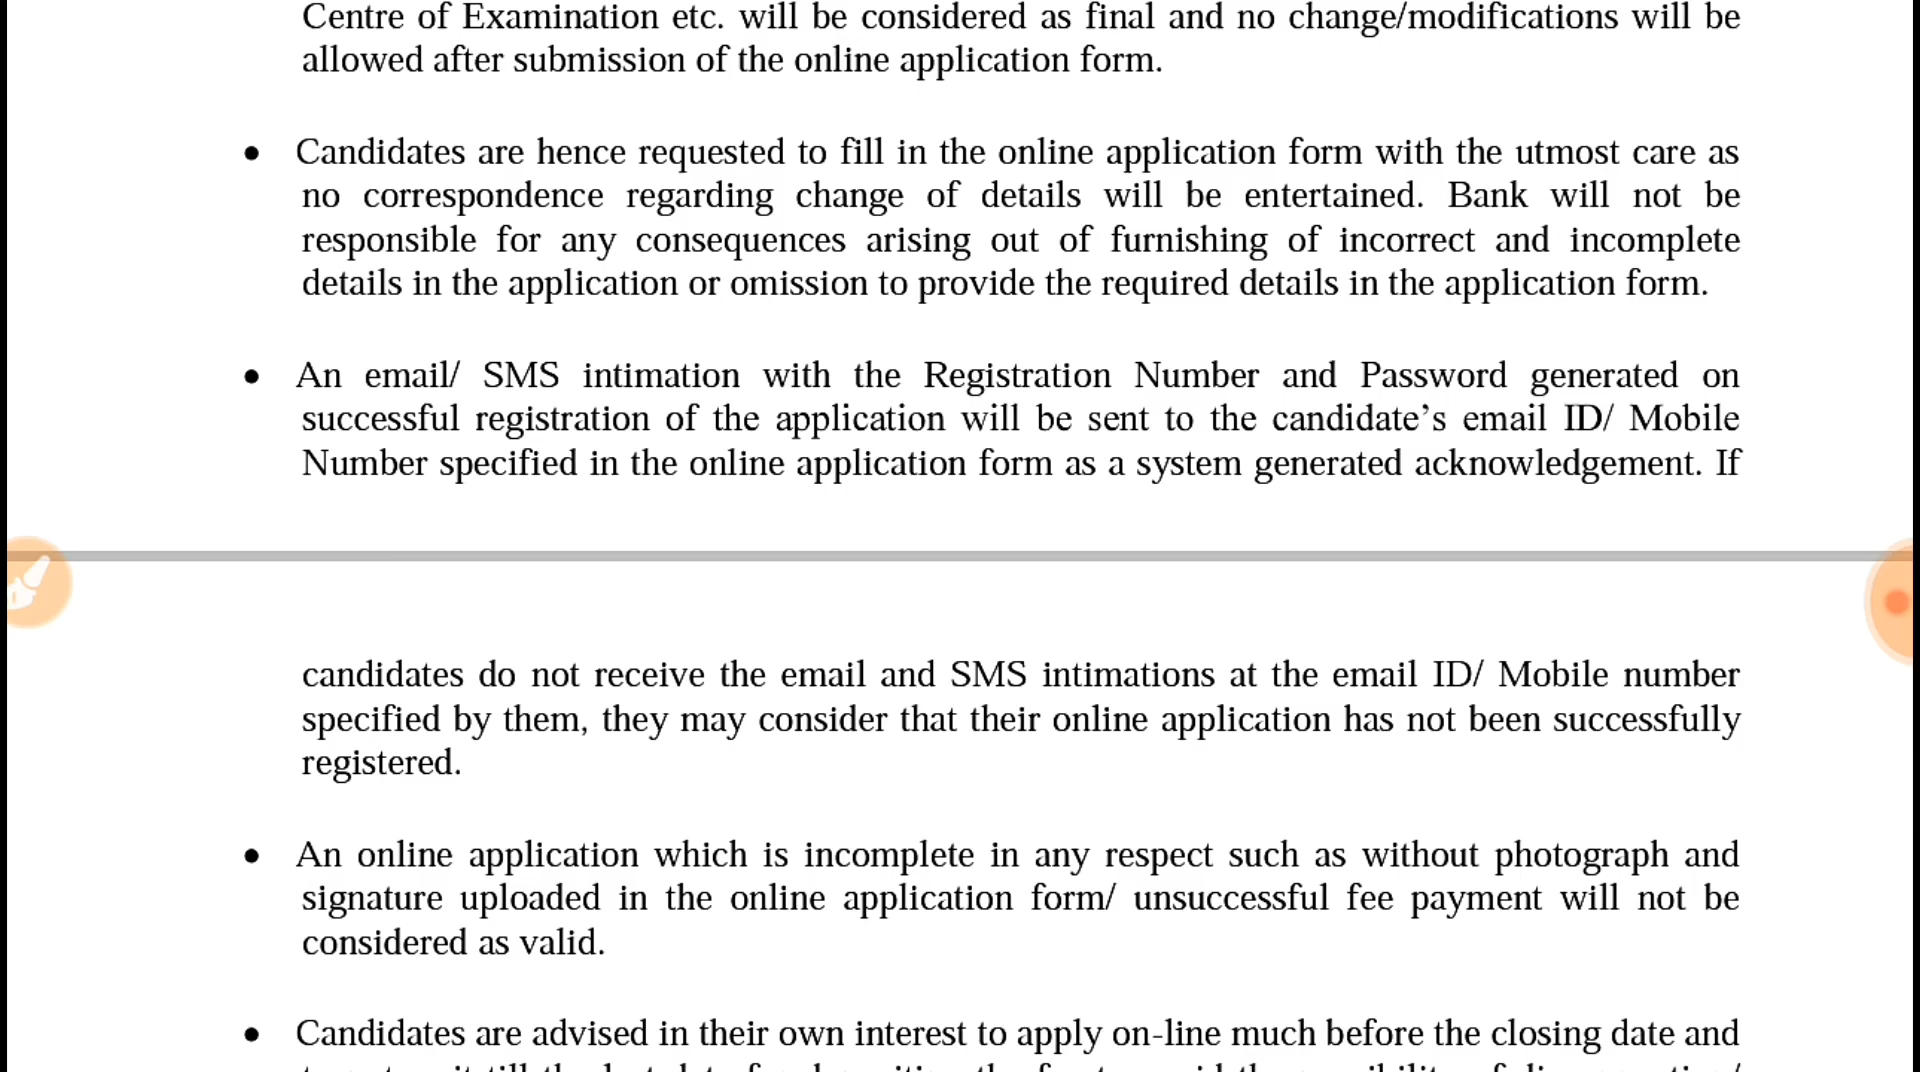 Centre of Examination etc. will be considered as final and no change/modifications will be
allowed after submission of the online application form.
• Candidates are hence requested to fill in the online application form with the utmost care as
no correspondence regarding change of details will be entertained. Bank will not be
responsible for any consequences arising out of furnishing of incorrect and incomplete
details in the application or omission to provide the required details in the application form.
• An email/ SMS intimation with the Registration Number and Password generated on
successful registration of the application will be sent to the candidate’s email ID/ Mobile
Number specified in the online application form as a system generated acknowledgement. If
candidates do not receive the email and SMS intimations at the email ID/ Mobile number
specified by them, they may consider that their online application has not been successfully
registered.
• An online application which is incomplete in any respect such as without photograph and
signature uploaded in the online application form/ unsuccessful fee payment will not be
considered as valid.
• Candidates are advised in their own interest to apply on-line much before the closing date and